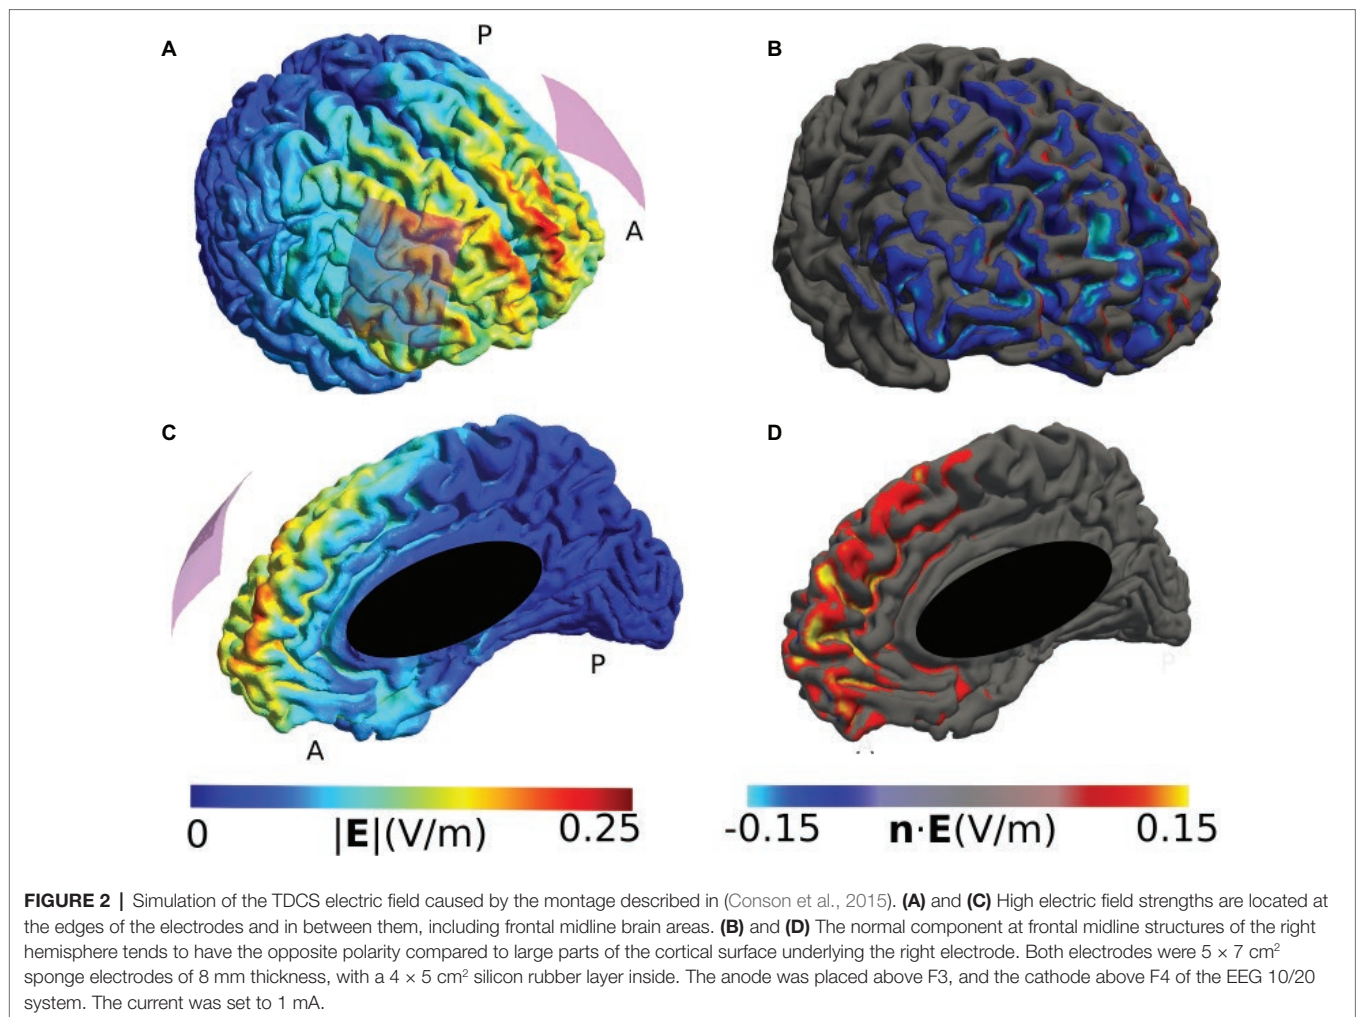 A
P
B
A
C
D
P
P
A
0
|E|(V/m)
0.25
-0.15
n·E(V/m)
0.15
FIGURE 2 | Simulation of the TDCS electric field caused by the montage described in (Conson et al., 2015). (A) and (C) High electric field strengths are located at
the edges of the electrodes and in between them, including frontal midline brain areas. (B) and (D) The normal component at frontal midline structures of the right
hemisphere tends to have the opposite polarity compared to large parts of the cortical surface underlying the right electrode. Both electrodes were 5 × 7 cm²
sponge electrodes of 8 mm thickness, with a 4 × 5 cm² silicon rubber layer inside. The anode was placed above F3, and the cathode above F4 of the EEG 10/20
system. The current was set to 1 mA.